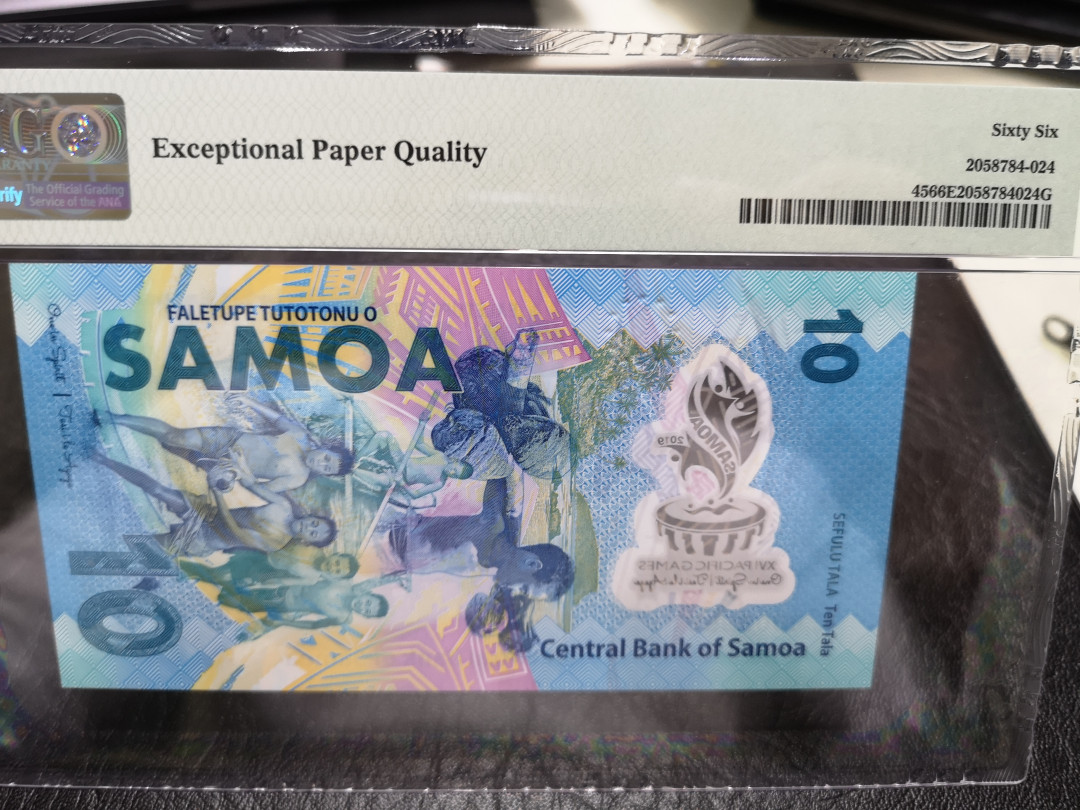 Exceptional Paper Quality
Sixty Six
2058784-024
4566E2058784024G
The Official Grading
Service of the ANA
FALETUPE TUTOTONU O
SAMOA
10
2019
SAMOA
XVI PACIFIC GAMES
SEFULU TALA Ten Tala
10
Central Bank of Samoa